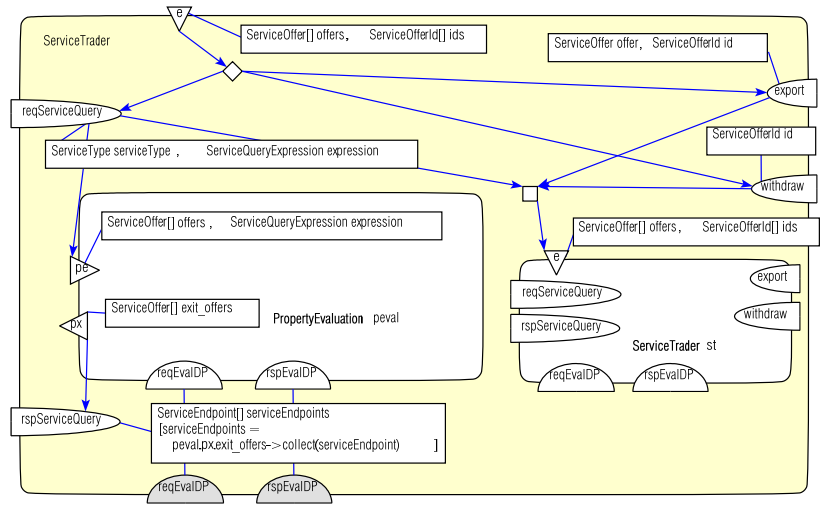 e
ServiceOffer[] offers, ServiceOfferId[] ids
ServiceTrader
ServiceOffer offer, ServiceOfferId id
export
reqServiceQuery
ServiceOfferId id
ServiceType serviceType , ServiceQueryExpression expression
withdraw
ServiceOffer[] offers , ServiceQueryExpression expression
ServiceOffer[] offers, ServiceOfferId[] ids
e
pe
export
reqServiceQuery
ServiceOffer[] exit_offers
px
PropertyEvaluation peval
withdraw
rspServiceQuery
ServiceTrader st
reqEvalDP
rspEvalDP
reqEvalDP
rspEvalDP
rspServiceQuery
ServiceEndpoint[] serviceEndpoints
[serviceEndpoints =
peval.px.exit_offers->collect(serviceEndpoint) ]
reqEvalDP
rspEvalDP